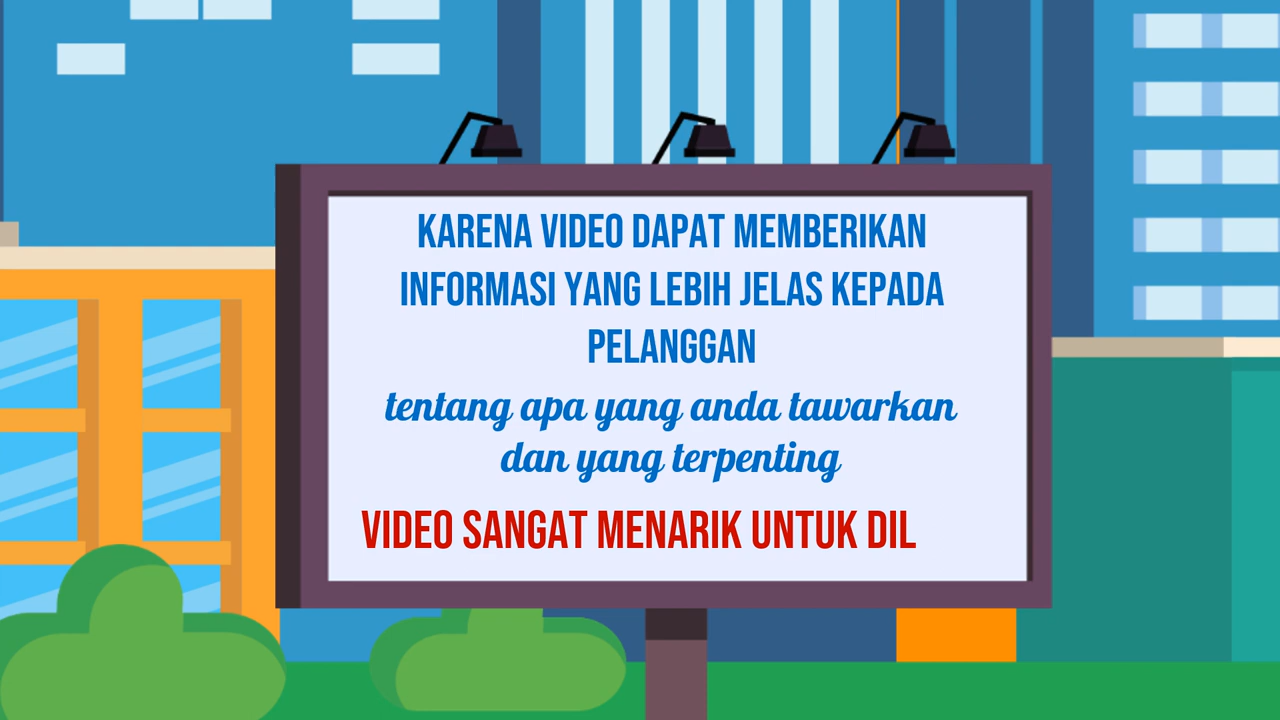 KARENA VIDEO DAPAT MEMBERIKAN
INFORMASI YANG LEBIH JELAS KEPADA
PELANGGAN
tentang apa yang anda tawarkan
dan yang terpenting
VIDEO SANGAT MENARIK UNTUK DIL